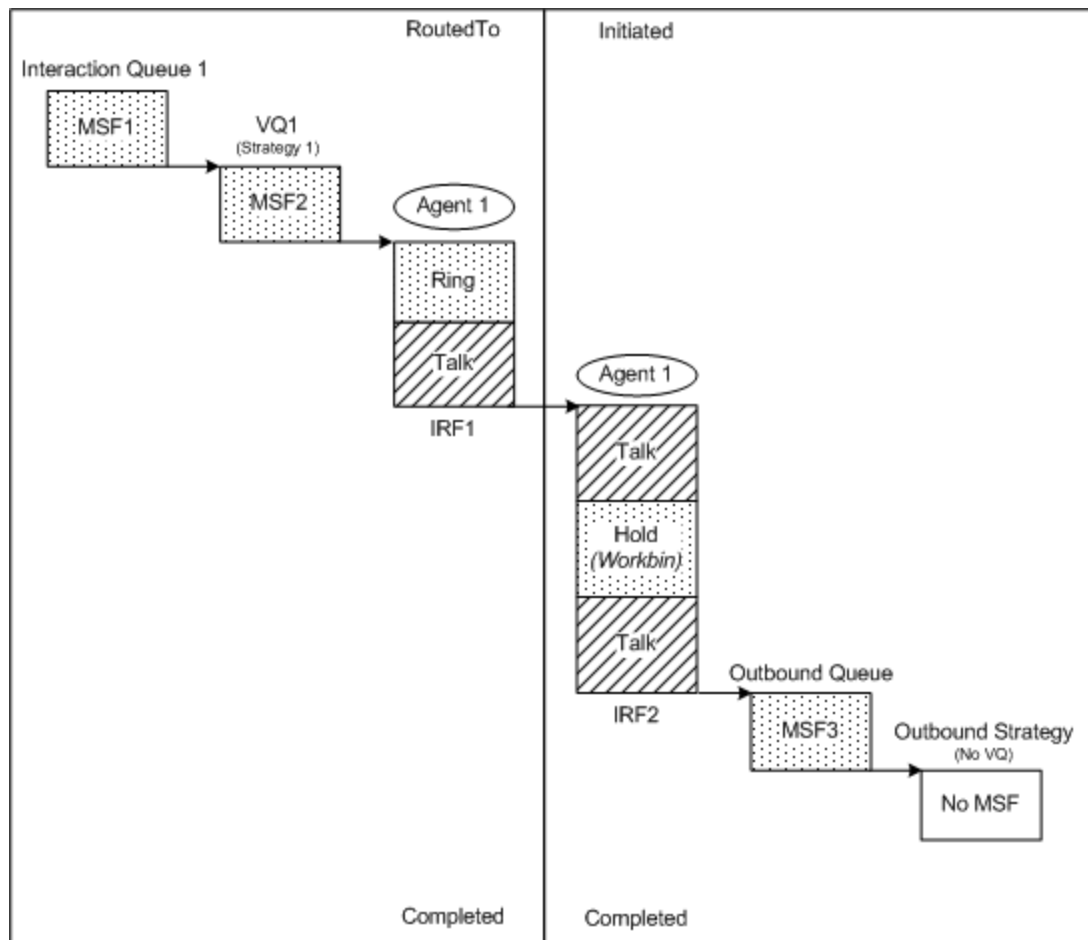 RoutedTo
Initiated
Interaction Queue 1
MSF1
VQ1
(Strategy 1)
MSF2
Agent 1
Ring
Talk
IRF1
Agent 1
Talk
Hold
(Workbin)
Talk
IRF2
Outbound Queue
MSF3
Outbound Strategy
(No VQ)
No MSF
Completed
Completed